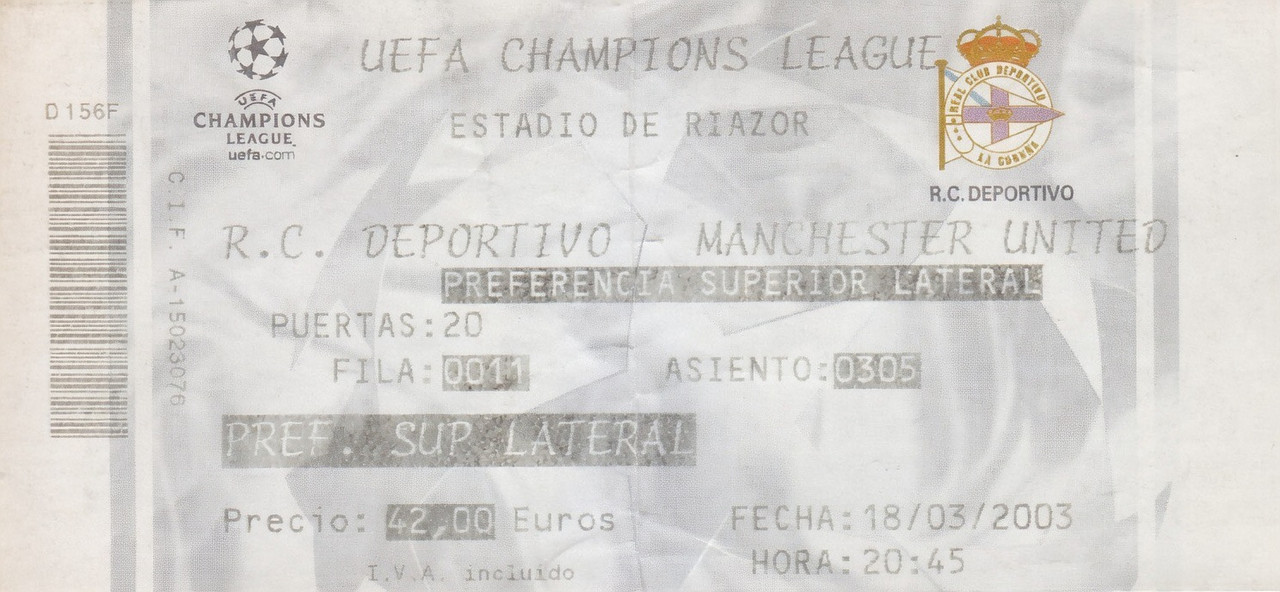 UEFA CHAMPIONS LEAGUE
UEFA
CHAMPIONS
LEAGUE
uefa.com
ESTADIO DE RIAZOR
REAL CLUB DEPORTIVO
LA CORUÑA
R.C. DEPORTIVO
D156F
C.I.F. A-15023076
R.C. DEPORTIVO - MANCHESTER UNITED
PREFERENCIA SUPERIOR LATERAL
PUERTAS:20
FILA:0011 ASIENTO:0305
PREF. SUP LATERAL
Precio: 42,00 Euros FECHA:18/03/2003
I.V.A. incluido HORA:20:45